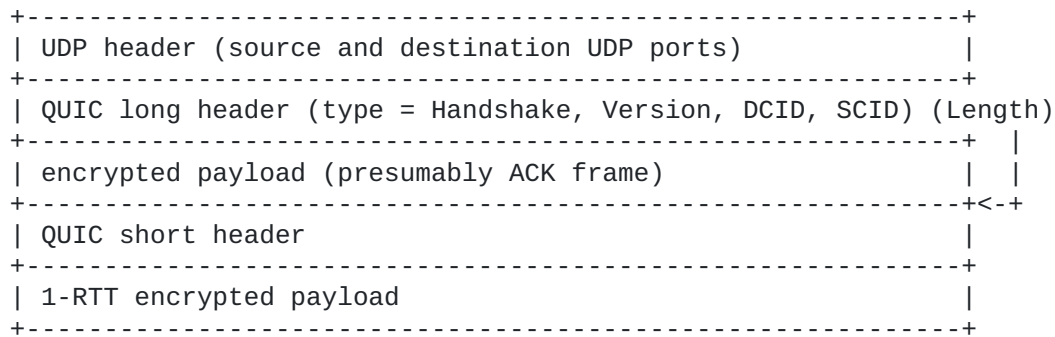 +------------------------------------------------------------+
| UDP header (source and destination UDP ports)              |
+------------------------------------------------------------+
| QUIC long header (type = Handshake, Version, DCID, SCID) (Length)
+------------------------------------------------------------+  |
| encrypted payload (presumably ACK frame)                   |  |
+------------------------------------------------------------+<-+
| QUIC short header                                          |
+------------------------------------------------------------+
| 1-RTT encrypted payload                                    |
+------------------------------------------------------------+